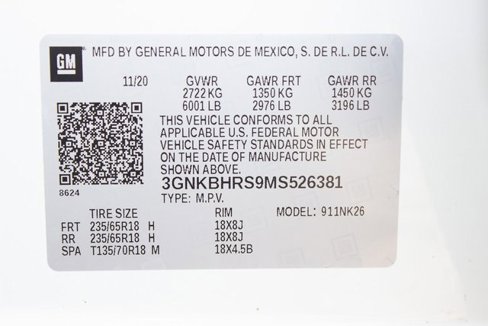 GM MFD BY GENERAL MOTORS DE MEXICO, S. DE R.L. DE C.V.
11/20 GVWR GAWR FRT GAWR RR
2722 KG 1350 KG 1450 KG
6001 LB 2976 LB 3196 LB
THIS VEHICLE CONFORMS TO ALL
APPLICABLE U.S. FEDERAL MOTOR
VEHICLE SAFETY STANDARDS IN EFFECT
ON THE DATE OF MANUFACTURE SHOWN ABOVE.
3GNKBHRS9MS526381
8624 TYPE: M.P.V.
TIRE SIZE RIM MODEL: 911NK26
FRT 235/65R18 H 18X8J
RR 235/65R18 H 18X8J
SPA T135/70R18 M 18X4.5B